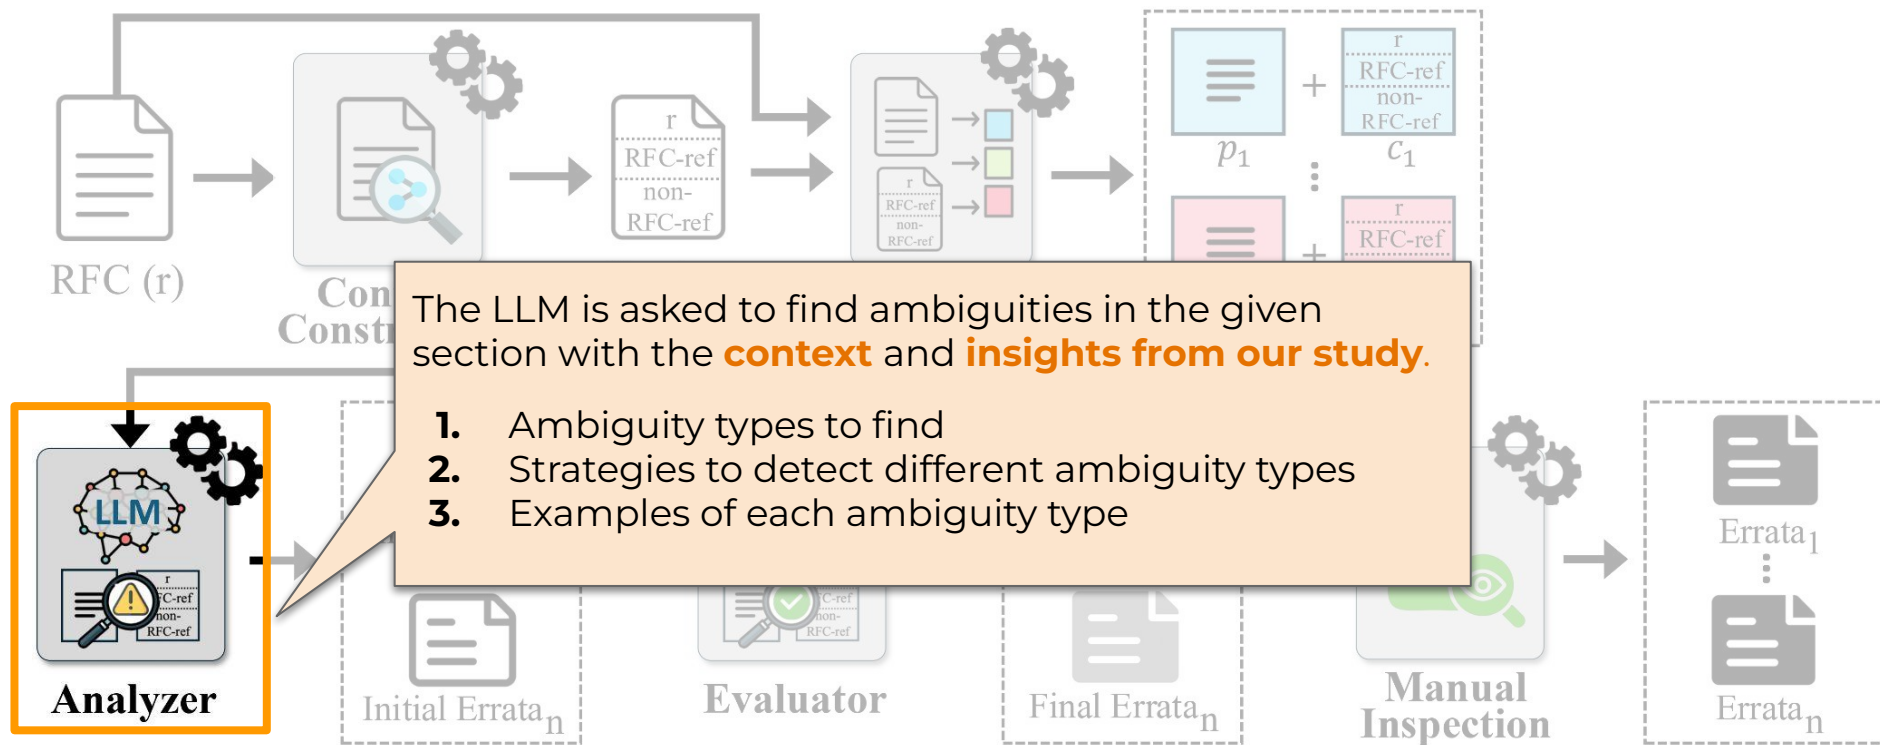 r
RFC-ref
non-
RFC-ref
r
RFC-ref
non-
RFC-ref
r
RFC-ref
non-
RFC-ref
+
p1
c1
r
RFC-ref
+
RFC (r)
Con
Constr
The LLM is asked to find ambiguities in the given
section with the context and insights from our study.
1. Ambiguity types to find
2. Strategies to detect different ambiguity types
3. Examples of each ambiguity type
LLM
r
FC-ref
non-
RFC-ref
Analyzer
Initial Erratan
FC-ref
non-
RFC-ref
Evaluator
Final Erratan
Manual
Inspection
Errata1
Erratan